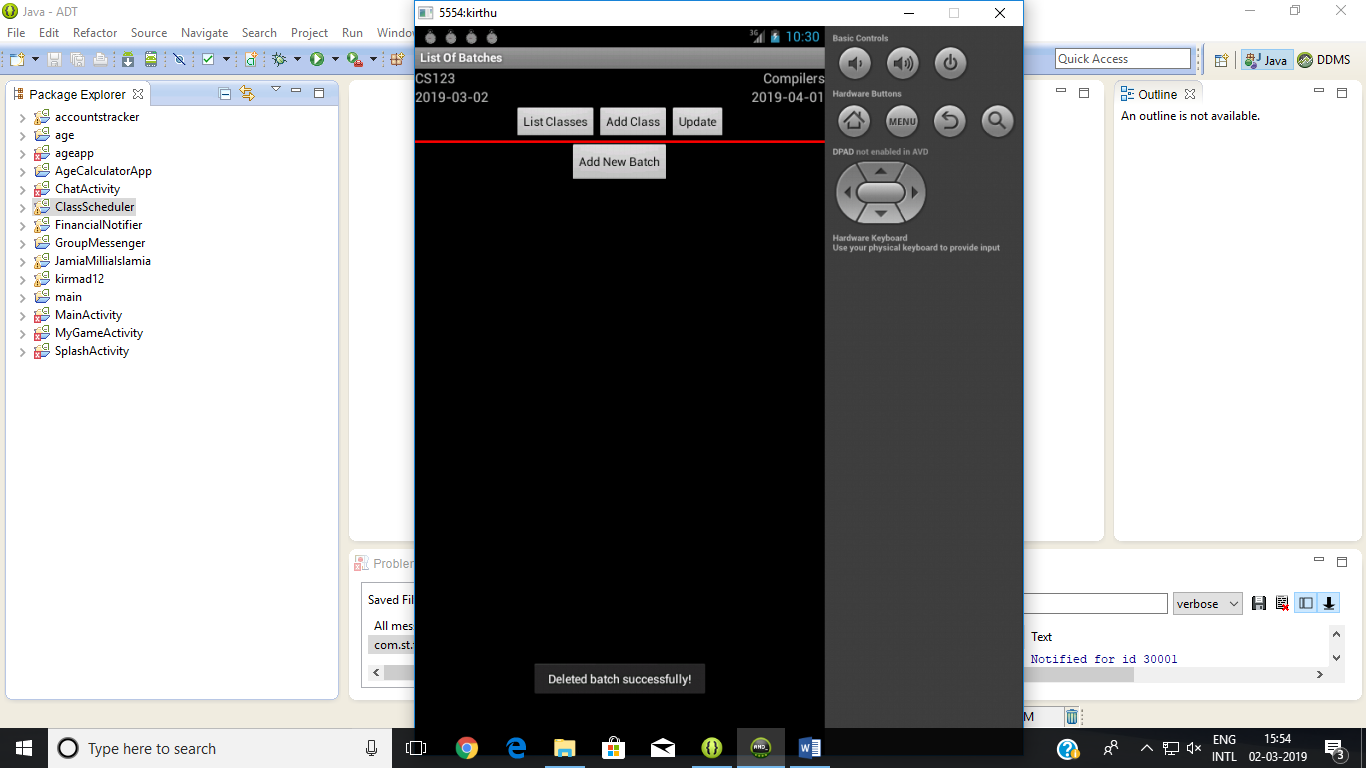 Java - ADT
File Edit Refactor Source Navigate Search Project Run
Quick Access
Java
DDMS
Package Explorer
accountstracker
age
ageapp
AgeCalculatorApp
ChatActivity
ClassScheduler
FinancialNotifier
GroupMessenger
JamiaMilliaIslamia
kirmad12
main
MainActivity
MyGameActivity
SplashActivity
5554:kirthu
3G 10:30
List Of Batches
CS123 Compilers
2019-03-02 2019-04-01
List Classes Add Class Update
Add New Batch
Deleted batch successfully!
Basic Controls
Hardware Buttons
MENU
DPAD not enabled in AVD
Hardware Keyboard
Use your physical keyboard to provide input
Outline
An outline is not available.
Saved Fil
All mes
com.st.
verbose
Text
Notified for id 30001
M
Type here to search
ENG 15:54
INTL 02-03-2019
3